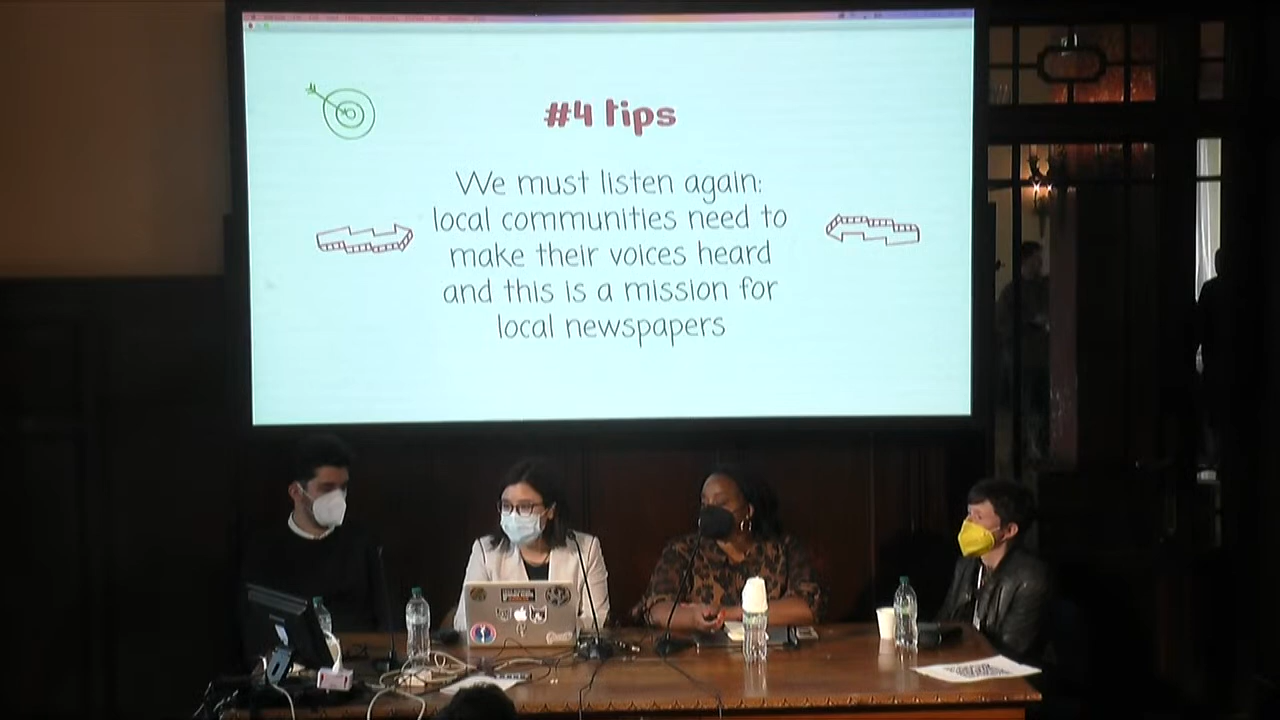 #4 tips
We must listen again:
local communities need to
make their voices heard
and this is a mission for
local newspapers